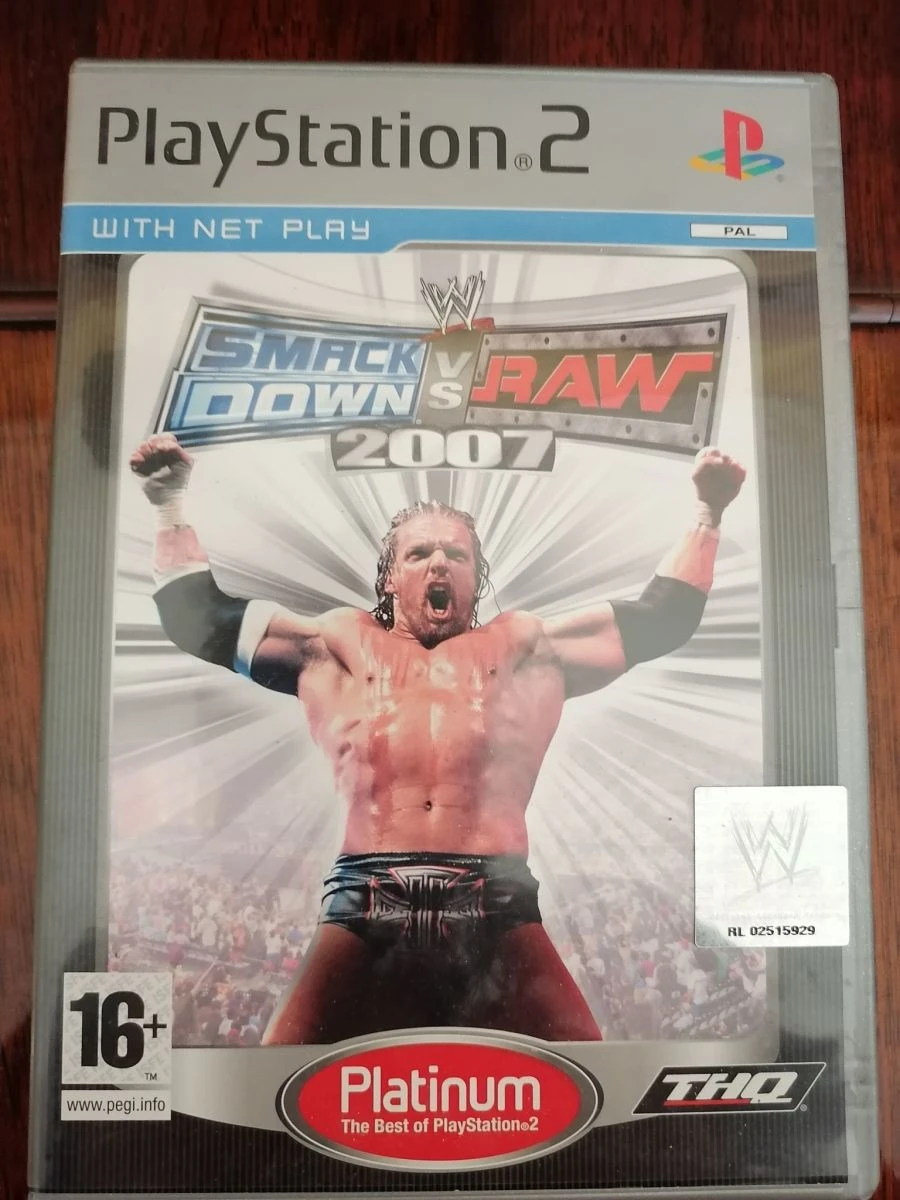 PlayStation®2
WITH NET PLAY
PAL
W
SMACK
DOWN
VS
RAW
2007
W
RL 02515929
16+
TM
www.pegi.info
Platinum
The Best of PlayStation®2
THQ®